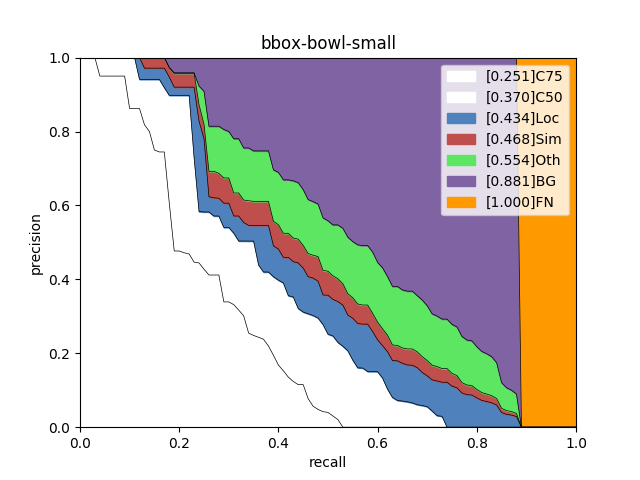 bbox-bowl-small
[0.251]C75
[0.370]C50
[0.434]Loc
[0.468]Sim
[0.554]Oth
[0.881]BG
[1.000]FN
precision
1.0
0.8
0.6
0.4
0.2
0.0
0.0 0.2 0.4 0.6 0.8 1.0
recall